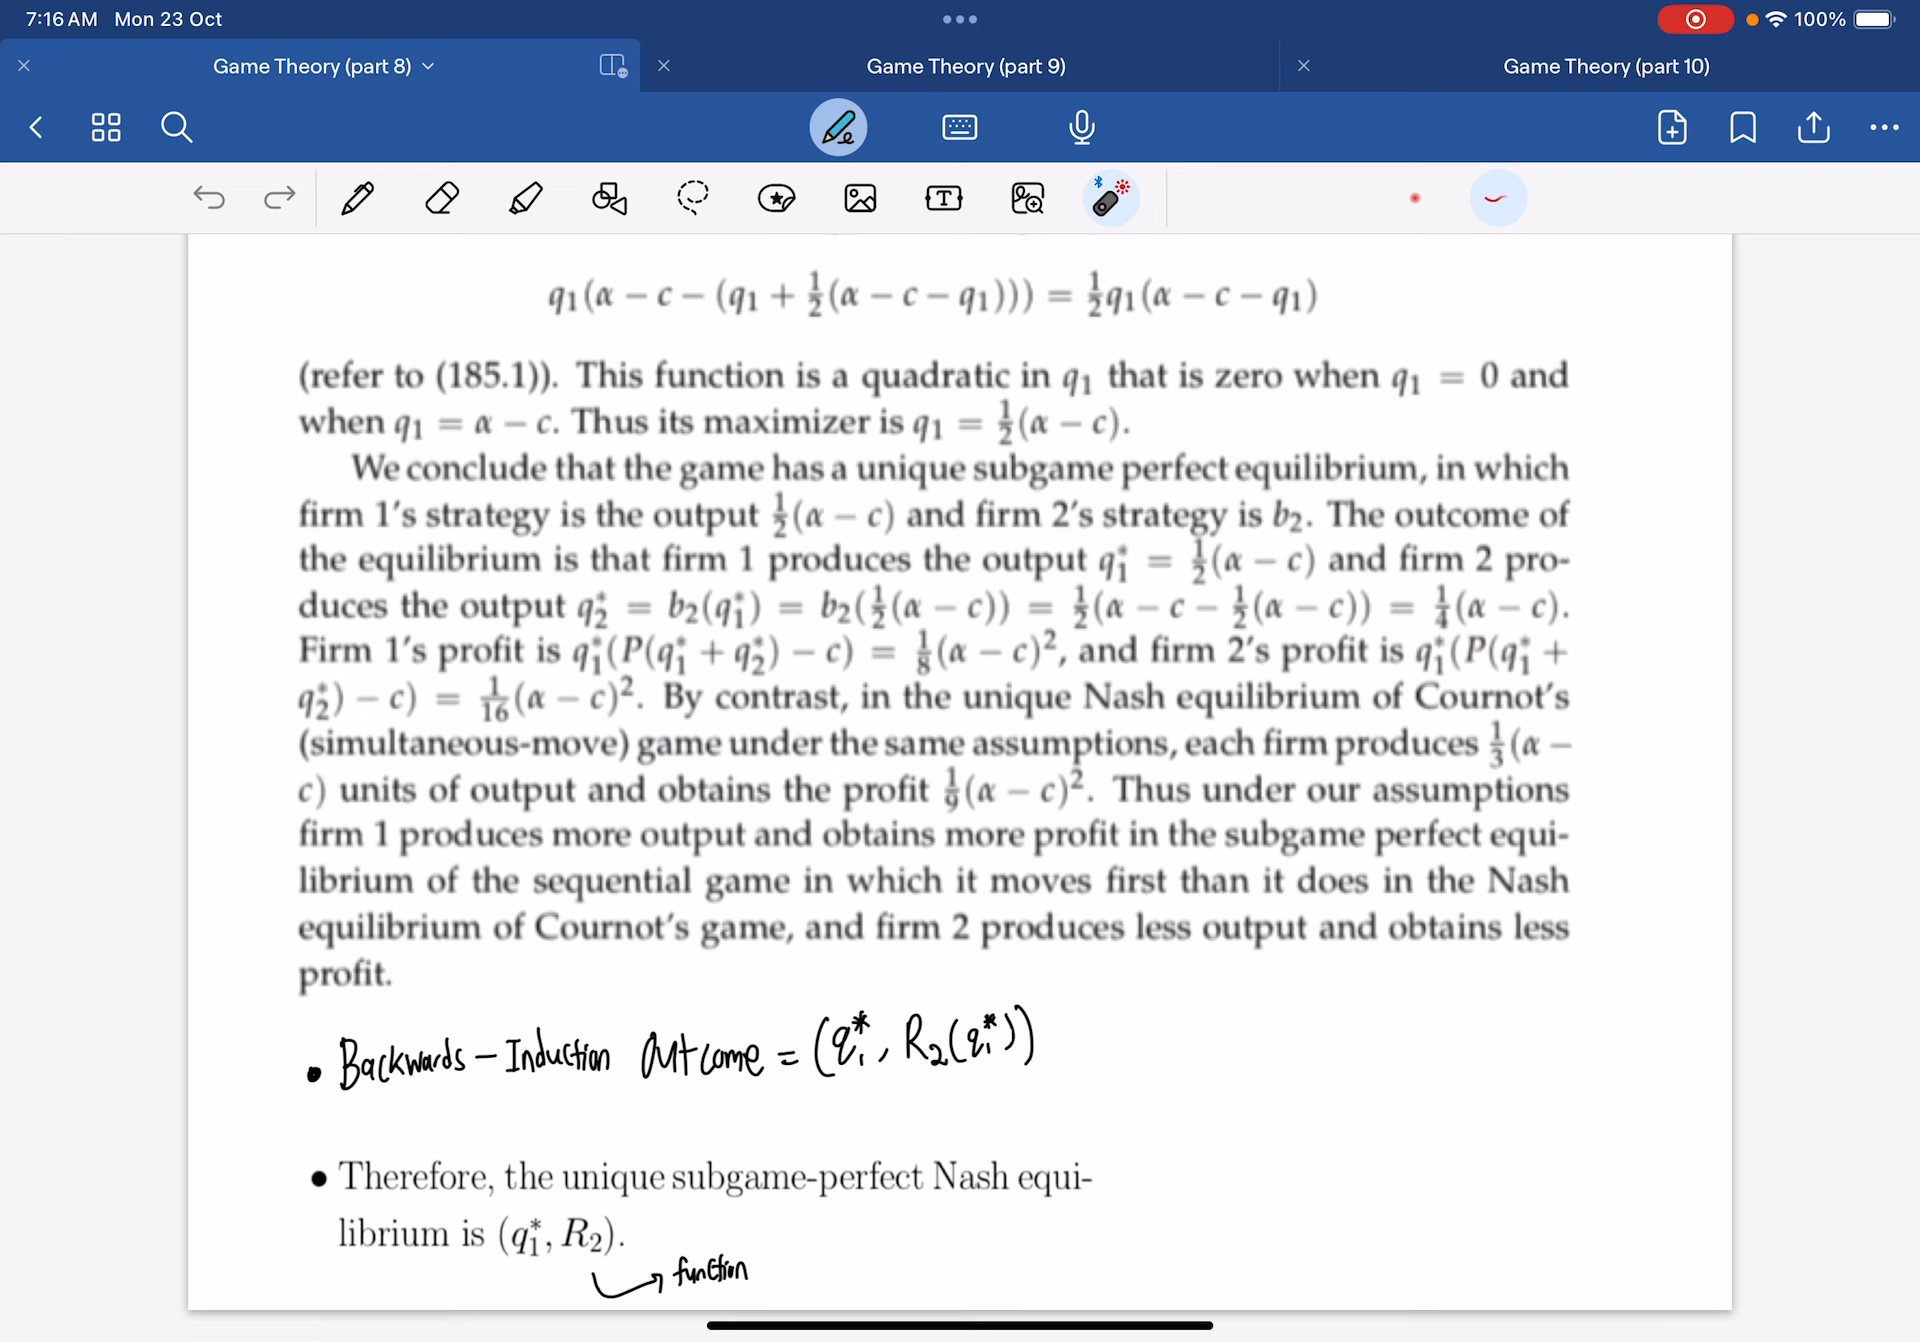 7:16 AM Mon 23 Oct
100%
Game Theory (part 8)
Game Theory (part 9)
Game Theory (part 10)
q₁(α − c − (q₁ + ½(α − c − q₁))) = ½q₁(α − c − q₁)
(refer to (185.1)). This function is a quadratic in q₁ that is zero when q₁ = 0 and
when q₁ = α − c. Thus its maximizer is q₁ = ½(α − c).
We conclude that the game has a unique subgame perfect equilibrium, in which
firm 1's strategy is the output ½(α − c) and firm 2's strategy is b₂. The outcome of
the equilibrium is that firm 1 produces the output q₁* = ½(α − c) and firm 2 pro-
duces the output q₂* = b₂(q₁*) = b₂(½(α − c)) = ½(α − c − ½(α − c)) = ¼(α − c).
Firm 1's profit is q₁*(P(q₁* + q₂*) − c) = ⅛(α − c)², and firm 2's profit is q₁*(P(q₁* +
q₂*) − c) = 1/16(α − c)². By contrast, in the unique Nash equilibrium of Cournot's
(simultaneous-move) game under the same assumptions, each firm produces ⅓(α −
c) units of output and obtains the profit 1/9(α − c)². Thus under our assumptions
firm 1 produces more output and obtains more profit in the subgame perfect equi-
librium of the sequential game in which it moves first than it does in the Nash
equilibrium of Cournot's game, and firm 2 produces less output and obtains less
profit.
• Backwards – Induction Outcome = (q₁*, R₂(q₁*))
• Therefore, the unique subgame-perfect Nash equi-
librium is (q₁*, R₂).
function